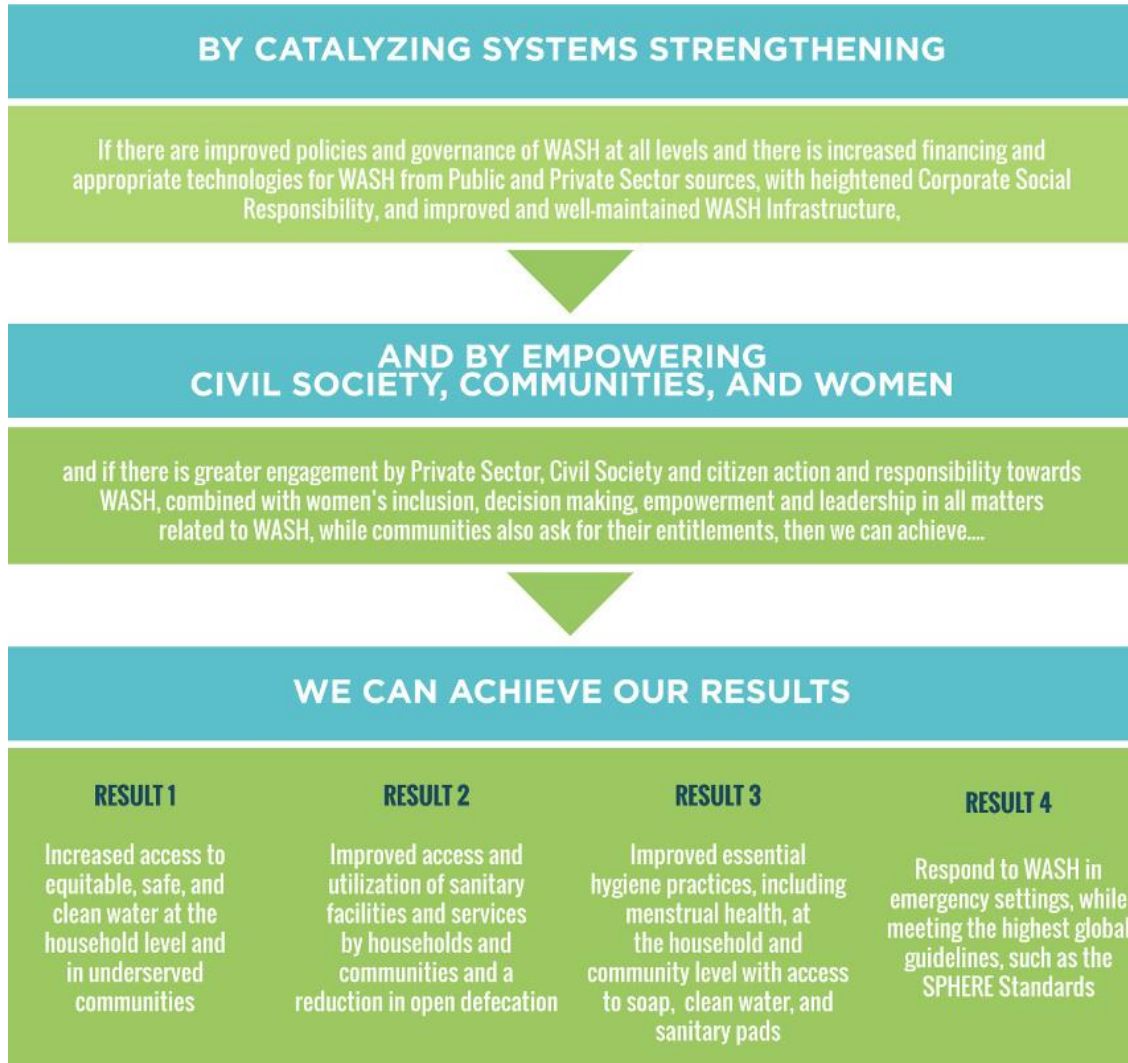 BY CATALYZING SYSTEMS STRENGTHENING
If there are improved policies and governance of WASH at all levels and there is increased financing and
appropriate technologies for WASH from Public and Private Sector sources, with heightened Corporate Social
Responsibility, and improved and well-maintained WASH Infrastructure,
AND BY EMPOWERING
CIVIL SOCIETY, COMMUNITIES, AND WOMEN
and if there is greater engagement by Private Sector, Civil Society and citizen action and responsibility towards
WASH, combined with women's inclusion, decision making, empowerment and leadership in all matters
related to WASH, while communities also ask for their entitlements, then we can achieve....
WE CAN ACHIEVE OUR RESULTS
RESULT 1
Increased access to
equitable, safe, and
clean water at the
household level and
in underserved
communities
RESULT 2
Improved access and
utilization of sanitary
facilities and services
by households and
communities and a
reduction in open defecation
RESULT 3
Improved essential
hygiene practices, including
menstrual health, at
the household and
community level with access
to soap, clean water, and
sanitary pads
RESULT 4
Respond to WASH in
emergency settings, while
meeting the highest global
guidelines, such as the
SPHERE Standards